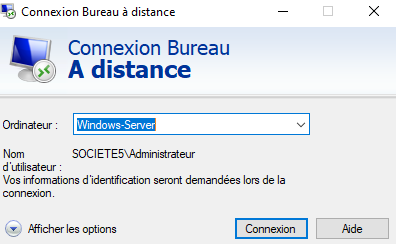 Connexion Bureau à distance
Connexion Bureau
A distance
Ordinateur :
Windows-Server
Nom
d'utilisateur :
SOCIETE5\Administrateur
Vos informations d'identification seront demandées lors de la
connexion.
Afficher les options
Connexion
Aide